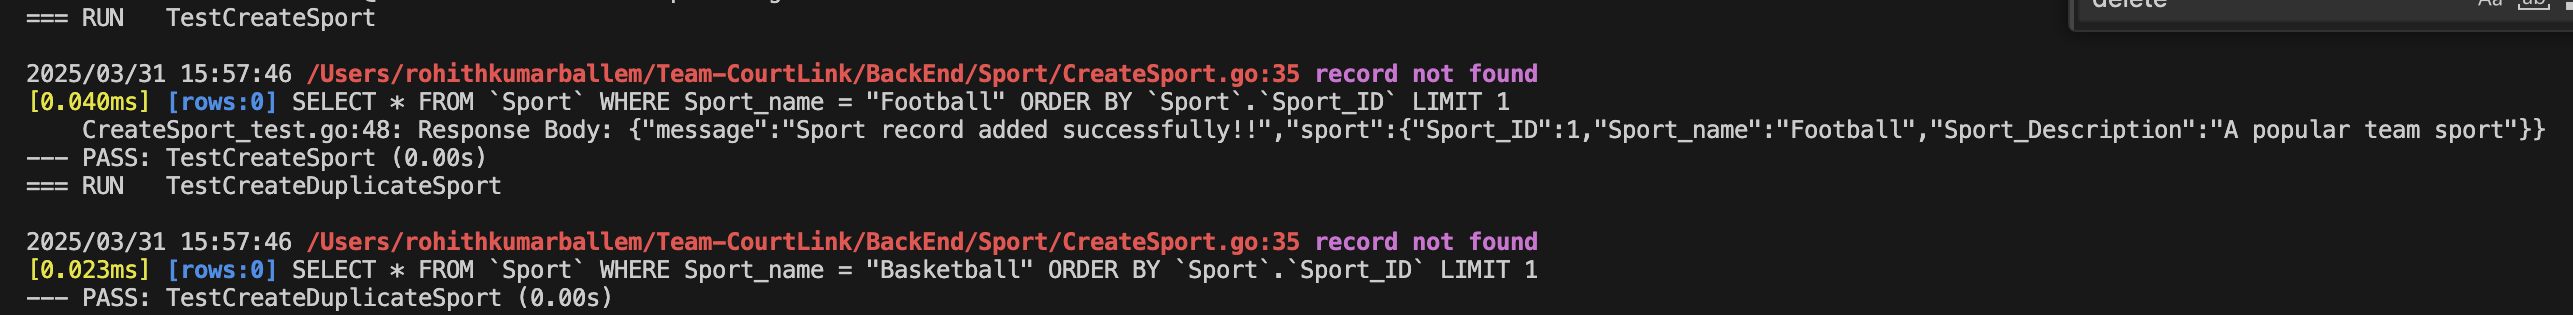 === RUN   TestCreateSport
delete
Aa
ab
2025/03/31 15:57:46 /Users/rohithkumarballem/Team-CourtLink/BackEnd/Sport/CreateSport.go:35 record not found
[0.040ms] [rows:0] SELECT * FROM `Sport` WHERE Sport_name = "Football" ORDER BY `Sport`.`Sport_ID` LIMIT 1
    CreateSport_test.go:48: Response Body: {"message":"Sport record added successfully!!","sport":{"Sport_ID":1,"Sport_name":"Football","Sport_Description":"A popular team sport"}}
--- PASS: TestCreateSport (0.00s)
=== RUN   TestCreateDuplicateSport
2025/03/31 15:57:46 /Users/rohithkumarballem/Team-CourtLink/BackEnd/Sport/CreateSport.go:35 record not found
[0.023ms] [rows:0] SELECT * FROM `Sport` WHERE Sport_name = "Basketball" ORDER BY `Sport`.`Sport_ID` LIMIT 1
--- PASS: TestCreateDuplicateSport (0.00s)